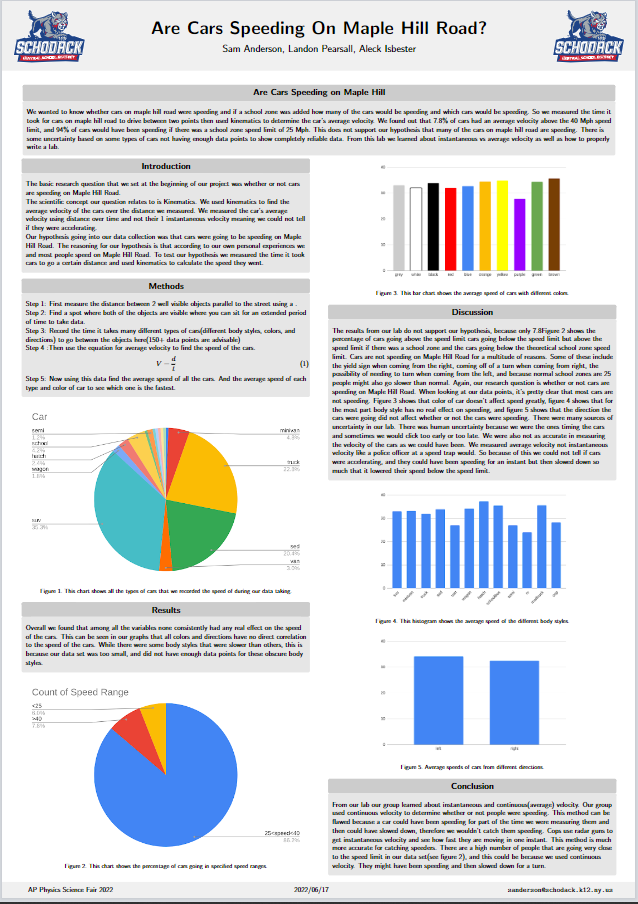 SCHODACK
CENTRAL SCHOOL DISTRICT
Are Cars Speeding On Maple Hill Road?
Sam Anderson, Landon Pearsall, Aleck Isbester
SCHODACK
CENTRAL SCHOOL DISTRICT
Are Cars Speeding on Maple Hill
We wanted to know whether cars on maple hill road were speeding and if a school zone was added how many of the cars would be speeding and which cars would be speeding. So we measured the time it
took for cars on maple hill road to drive between two points then used kinematics to determine the car's average velocity. We found out that 7.8% of cars had an average velocity above the 40 Mph speed
limit, and 94% of cars would have been speeding if there was a school zone speed limit of 25 Mph. This does not support our hypothesis that many of the cars on maple hill road are speeding. There is
some uncertainty based on some types of cars not having enough data points to show completely reliable data. From this lab we learned about instantaneous vs average velocity as well as how to properly
write a lab.
Introduction
The basic research question that we set at the beginning of our project was whether or not cars
are speeding on Maple Hill Road.
The scientific concept our question relates to is Kinematics. We used kinematics to find the
average velocity of the cars over the distance we measured. We measured the car's average
velocity using distance over time and not their 1 instantaneous velocity meaning we could not tell
if they were accelerating.
Our hypothesis going into our data collection was that cars were going to be speeding on Maple
Hill Road. The reasoning for our hypothesis is that according to our own personal experiences we
and most people speed on Maple Hill Road. To test our hypothesis we measured the time it took
cars to go a certain distance and used kinematics to calculate the speed they went.
Methods
Step 1: First measure the distance between 2 well visible objects parallel to the street using a .
Step 2: Find a spot where both of the objects are visible where you can sit for an extended period
of time to take data.
Step 3: Record the time it takes many different types of cars(different body styles, colors, and
directions) to go between the objects here(150+ data points are advisable)
Step 4 :Then use the equation for average velocity to find the speed of the cars.
V = d/t (1)
Step 5: Now using this data find the average speed of all the cars. And the average speed of each
type and color of car to see which one is the fastest.
Car
semi
1.2%
school
4.2%
hatch
2.4%
wagon
1.8%
suv
35.3%
minivan
4.8%
truck
22.8%
sed
20.4%
van
3.0%
Figure 1. This chart shows all the types of cars that we recorded the speed of during our data taking.
Results
Overall we found that among all the variables none consistently had any real effect on the speed
of the cars. This can be seen in our graphs that all colors and directions have no direct correlation
to the speed of the cars. While there were some body styles that were slower than others, this is
because our data set was too small, and did not have enough data points for these obscure body
styles.
Count of Speed Range
<25
6.0%
>40
7.8%
25<speed<40
86.2%
Figure 2. This chart shows the percentage of cars going in specified speed ranges.
40
30
20
10
0
grey white black red blue orange yellow purple green brown
Figure 3. This bar chart shows the average speed of cars with different colors.
Discussion
The results from our lab do not support our hypothesis, because only 7.8Figure 2 shows the
percentage of cars going above the speed limit cars going below the speed limit but above the
speed limit if there was a school zone and the cars going below the theoretical school zone speed
limit. Cars are not speeding on Maple Hill Road for a multitude of reasons. Some of these include
the yield sign when coming from the right, coming off of a turn when coming from right, the
possibility of needing to turn when coming from the left, and because normal school zones are 25
people might also go slower than normal. Again, our research question is whether or not cars are
speeding on Maple Hill Road. When looking at our data points, it's pretty clear that most cars are
not speeding. Figure 3 shows that color of car doesn't affect speed greatly, figure 4 shows that for
the most part body style has no real effect on speeding, and figure 5 shows that the direction the
cars were going did not affect whether or not the cars were speeding. There were many sources of
uncertainty in our lab. There was human uncertainty because we were the ones timing the cars
and sometimes we would click too early or too late. We were also not as accurate in measuring
the velocity of the cars as we could have been. We measured average velocity not instantaneous
velocity like a police officer at a speed trap would. So because of this we could not tell if cars
were accelerating, and they could have been speeding for an instant but then slowed down so
much that it lowered their speed below the speed limit.
40
30
20
10
0
Figure 4. This histogram shows the average speed of the different body styles.
40
30
20
10
0
left right
Figure 5. Average speeds of cars from different directions.
Conclusion
From our lab our group learned about instantaneous and continuous(average) velocity. Our group
used continuous velocity to determine whether or not people were speeding. This method can be
flawed because a car could have been speeding for part of the time we were measuring them and
then could have slowed down, therefore we wouldn't catch them speeding. Cops use radar guns to
get instantaneous velocity and see how fast they are moving in one instant. This method is much
more accurate for catching speeders. There are a high number of people that are going very close
to the speed limit in our data set(see figure 2), and this could be because we used continuous
velocity. They might have been speeding and then slowed down for a turn.
AP Physics Science Fair 2022
2022/06/17
sanderson@schodack.k12.ny.us